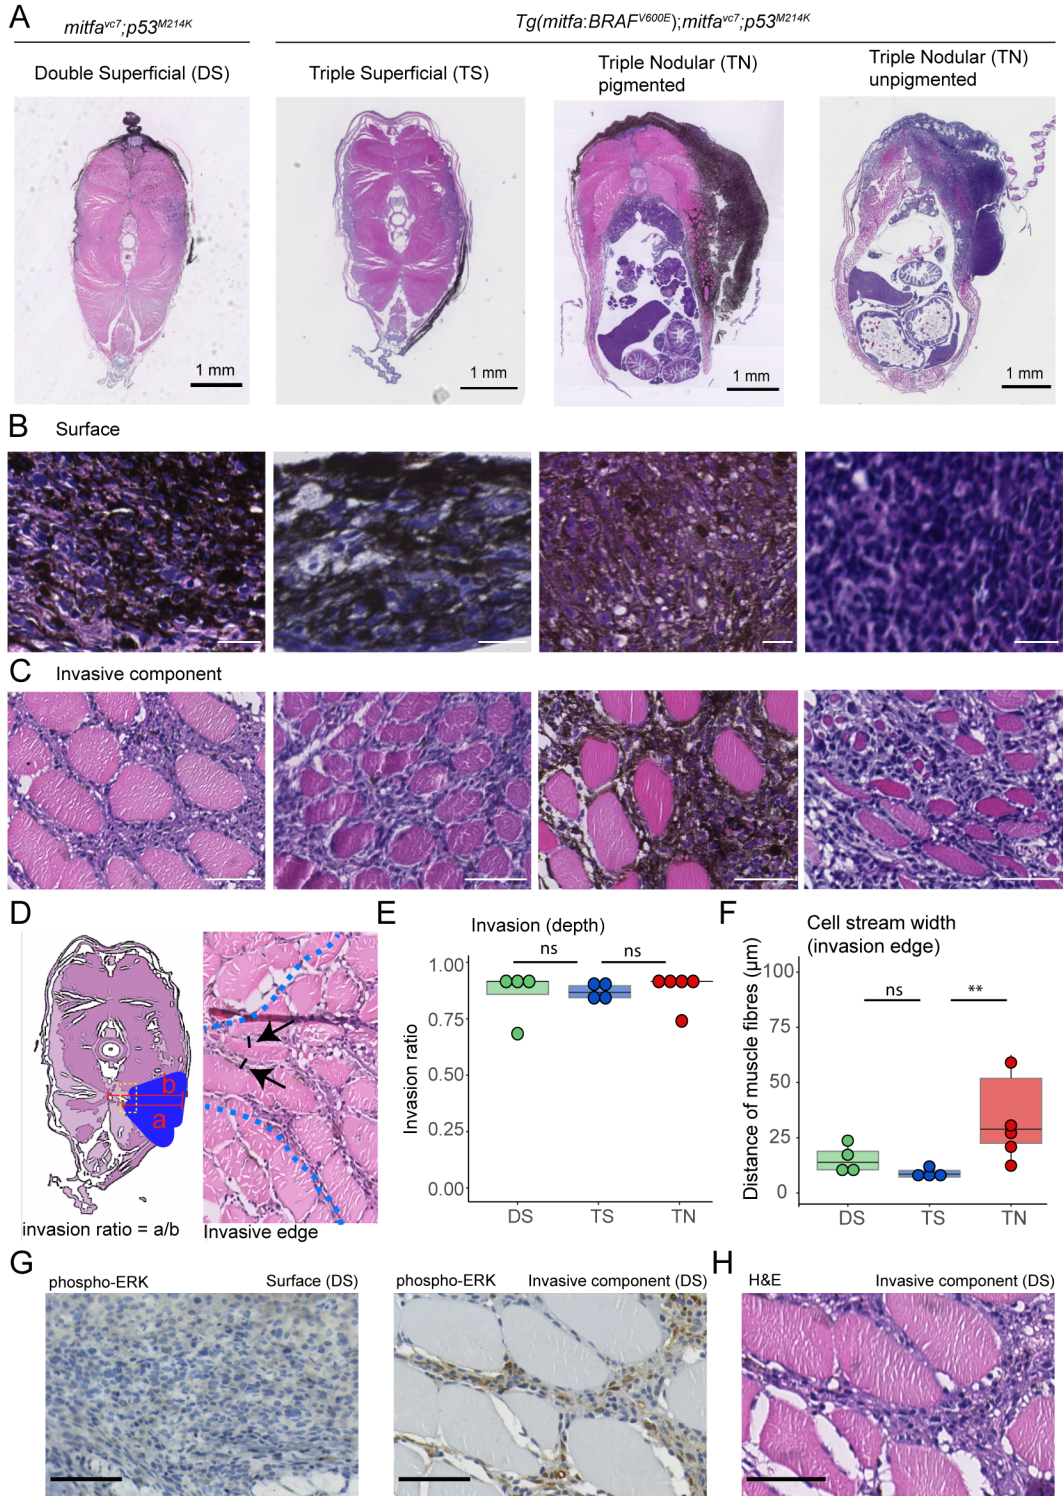 A
mitfa^vc7;p53^M214K
Tg(mitfa:BRAF^V600E);mitfa^vc7;p53^M214K
Double Superficial (DS)
Triple Superficial (TS)
Triple Nodular (TN)
pigmented
Triple Nodular (TN)
unpigmented
1 mm
1 mm
1 mm
1 mm
B Surface
C Invasive component
D
b
a
invasion ratio = a/b
Invasive edge
E
Invasion (depth)
ns
ns
Invasion ratio
1.00
0.75
0.50
0.25
0.00
DS
TS
TN
F
Cell stream width
(invasion edge)
ns
**
Distance of muscle fibres (μm)
100
75
50
25
0
DS
TS
TN
G
phospho-ERK
Surface (DS)
phospho-ERK
Invasive component (DS)
H
H&E
Invasive component (DS)